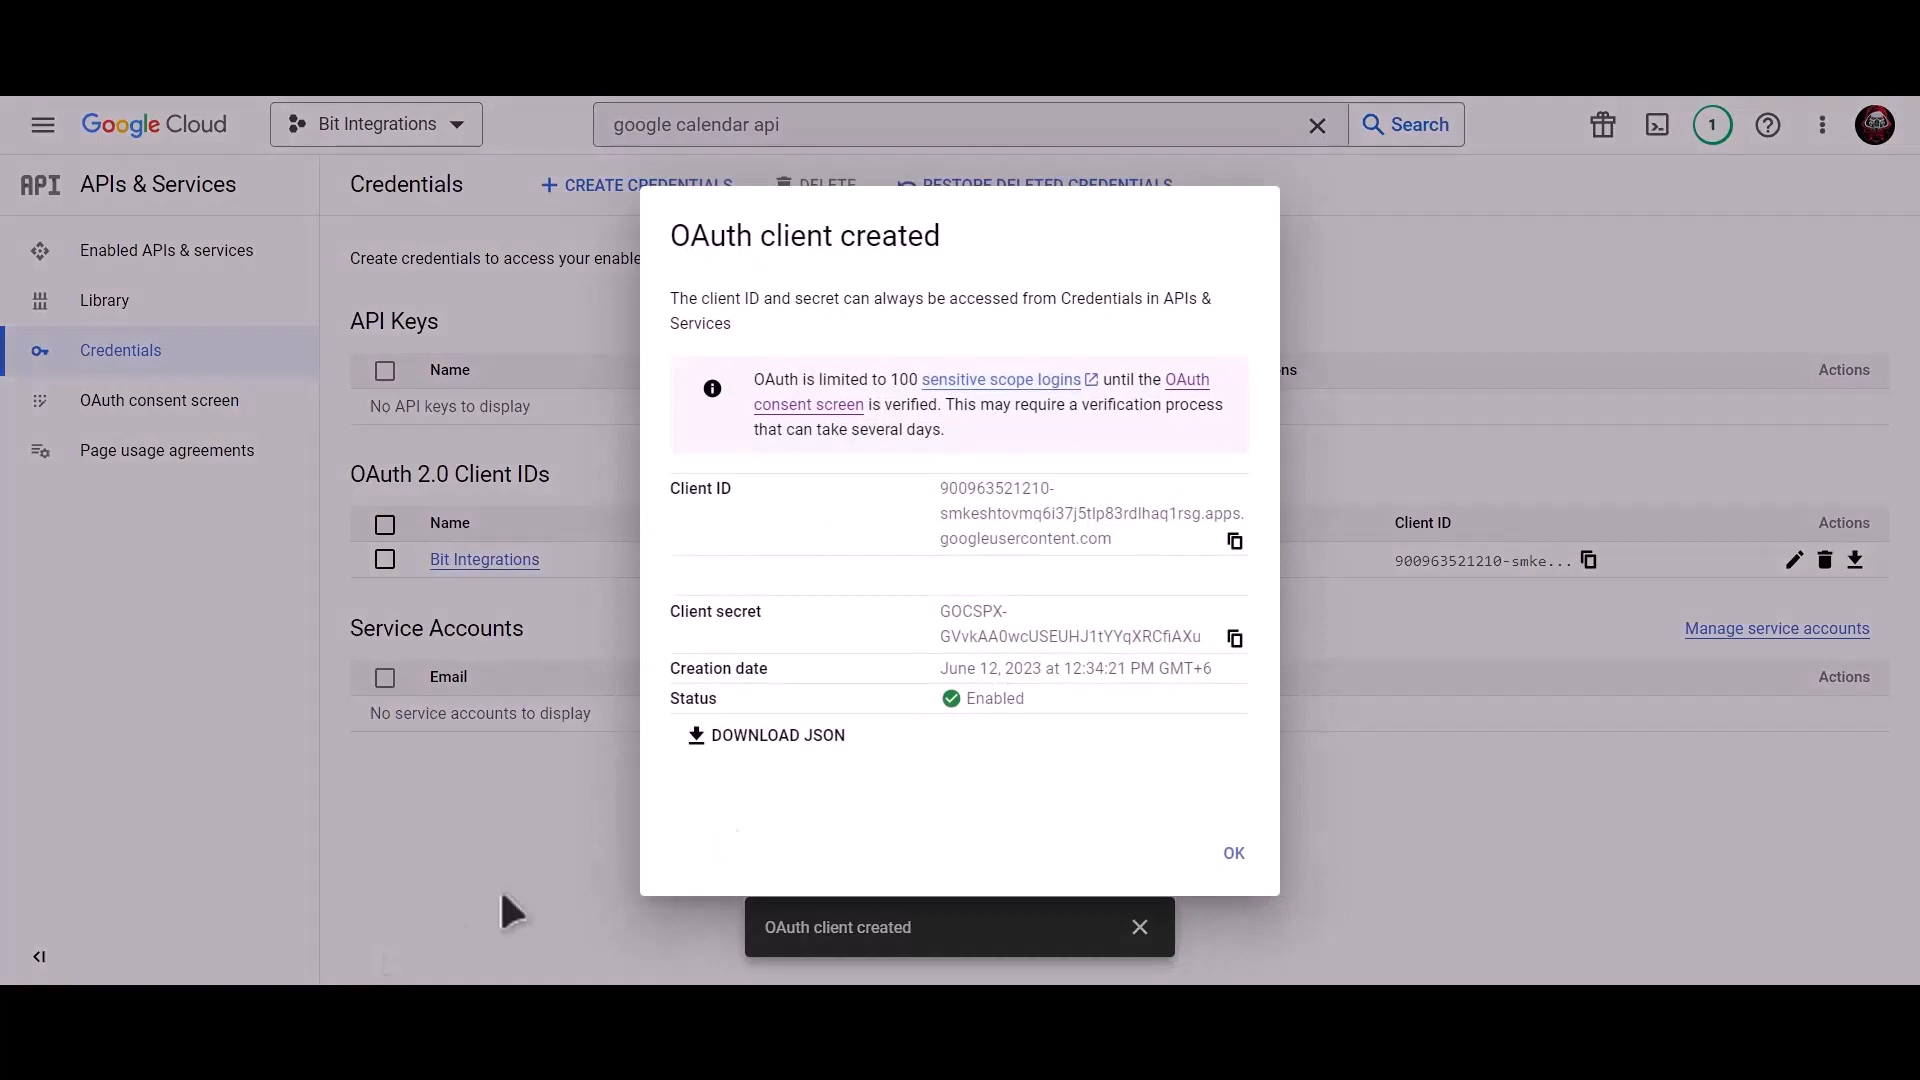 Google Cloud
Bit Integrations
google calendar api
Search
1
API
APIs & Services
Credentials
CREATE CREDENTIALS
DELETE
RESTORE DELETED CREDENTIALS
Enabled APIs & services
Library
Credentials
OAuth consent screen
Page usage agreements
Create credentials to access your enable
API Keys
Name
ns
Actions
No API keys to display
OAuth 2.0 Client IDs
Name
Client ID
Actions
Bit Integrations
900963521210-smke...
Service Accounts
Manage service accounts
Email
Actions
No service accounts to display
OAuth client created
The client ID and secret can always be accessed from Credentials in APIs &
Services
OAuth is limited to 100 sensitive scope logins until the OAuth
consent screen is verified. This may require a verification process
that can take several days.
Client ID
900963521210-
smkeshtovmq6i37j5tlp83rdlhaq1rsg.apps.
googleusercontent.com
Client secret
GOCSPX-
GVvkAA0wcUSEUHJ1tYYqXRCfiAXu
Creation date
June 12, 2023 at 12:34:21 PM GMT+6
Status
Enabled
DOWNLOAD JSON
OK
OAuth client created